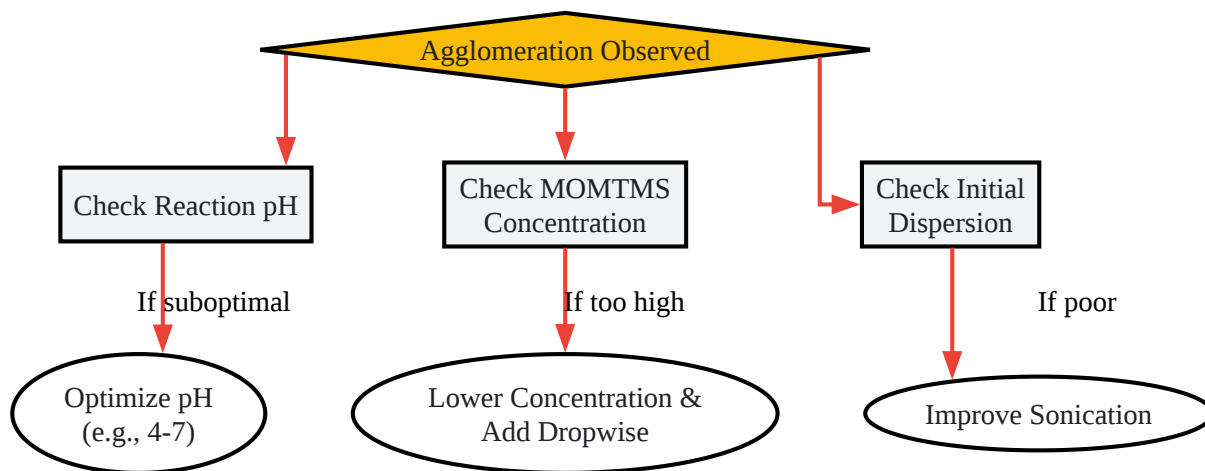 Agglomeration Observed
Check Reaction pH
Check MOMTMS
Concentration
Check Initial
Dispersion
If suboptimal
If too high
If poor
Optimize pH
(e.g., 4-7)
Lower Concentration &
Add Dropwise
Improve Sonication